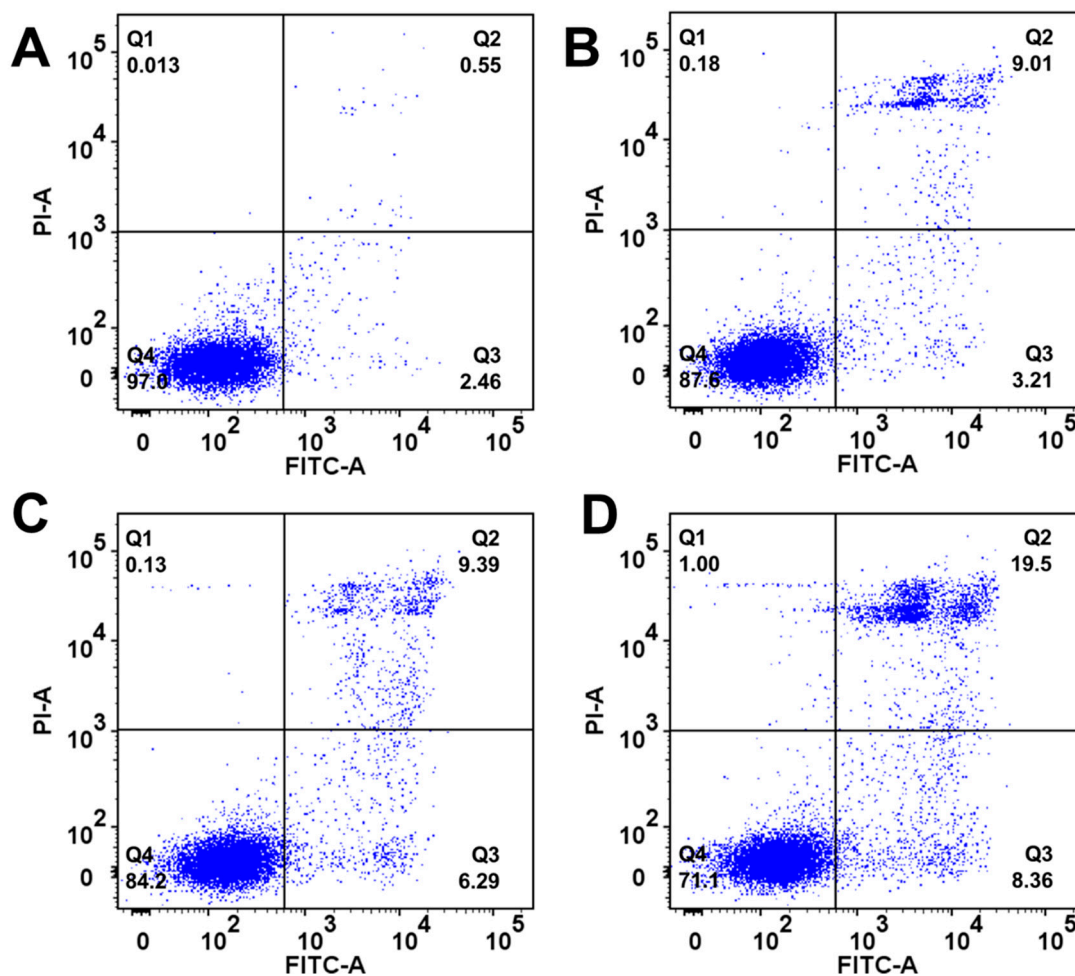 A
Q1
0.013
Q2
0.55
10^5
10^4
10^3
10^2
0
PI-A
Q4
97.0
Q3
2.46
0 10^2 10^3 10^4 10^5
FITC-A
B
Q1
0.18
Q2
9.01
10^5
10^4
10^3
10^2
0
PI-A
Q4
87.6
Q3
3.21
0 10^2 10^3 10^4 10^5
FITC-A
C
Q1
0.13
Q2
9.39
10^5
10^4
10^3
10^2
0
PI-A
Q4
84.2
Q3
6.29
0 10^2 10^3 10^4 10^5
FITC-A
D
Q1
1.00
Q2
19.5
10^5
10^4
10^3
10^2
0
PI-A
Q4
71.1
Q3
8.36
0 10^2 10^3 10^4 10^5
FITC-A